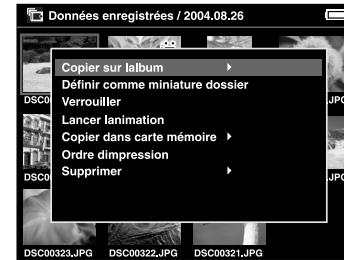 Données enregistrées / 2004.08.26
Copier sur lalbum
Définir comme miniature dossier
DSC0
.JPG
Verrouiller
Lancer lanimation
Copier dans carte mémoire
Ordre dimpression
Supprimer
DSC0
.JPG
DSC00323.JPG DSC00322.JPG DSC00321.JPG